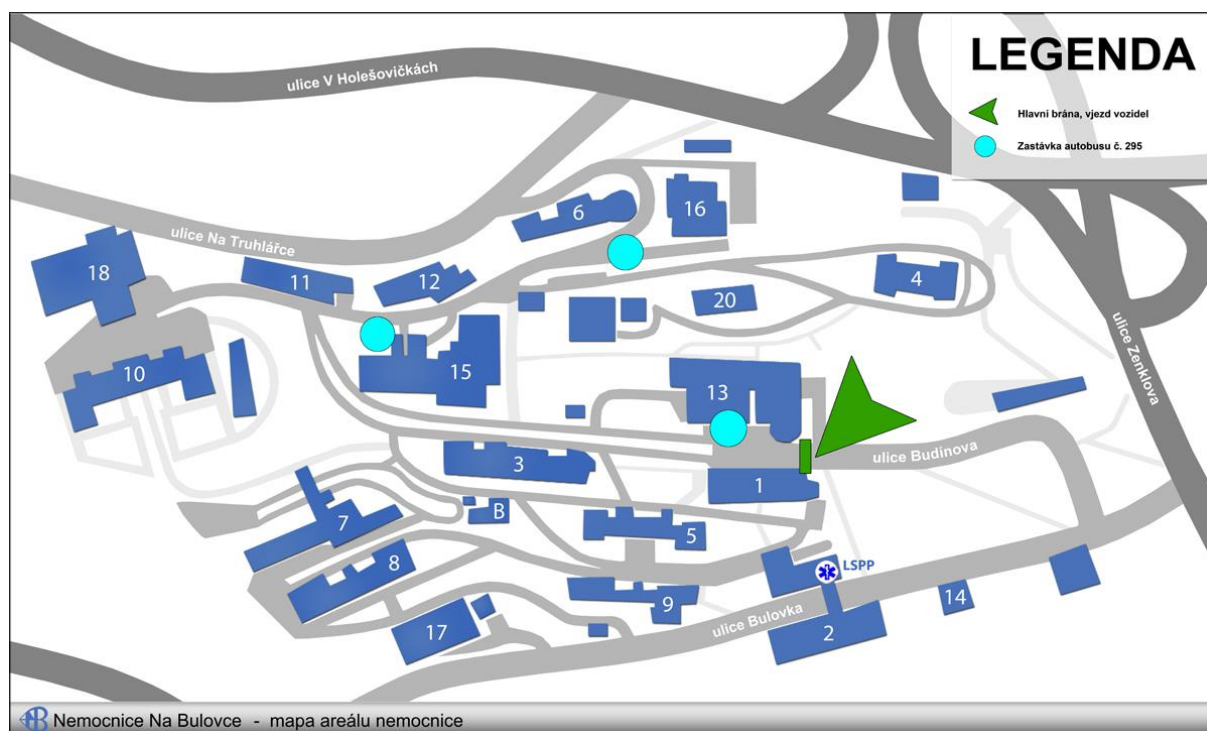 LEGENDA
Hlavní brána, vjezd vozidel
Zastávka autobusu č. 295
ulice V Holešovičkách
ulice Na Truhlářce
ulice Zenklova
ulice Budínova
ulice Bulovka
6
16
18
11
12
4
20
10
15
13
3
1
7
B
5
8
LSPP
9
14
17
2
NB Nemocnice Na Bulovce - mapa areálu nemocnice